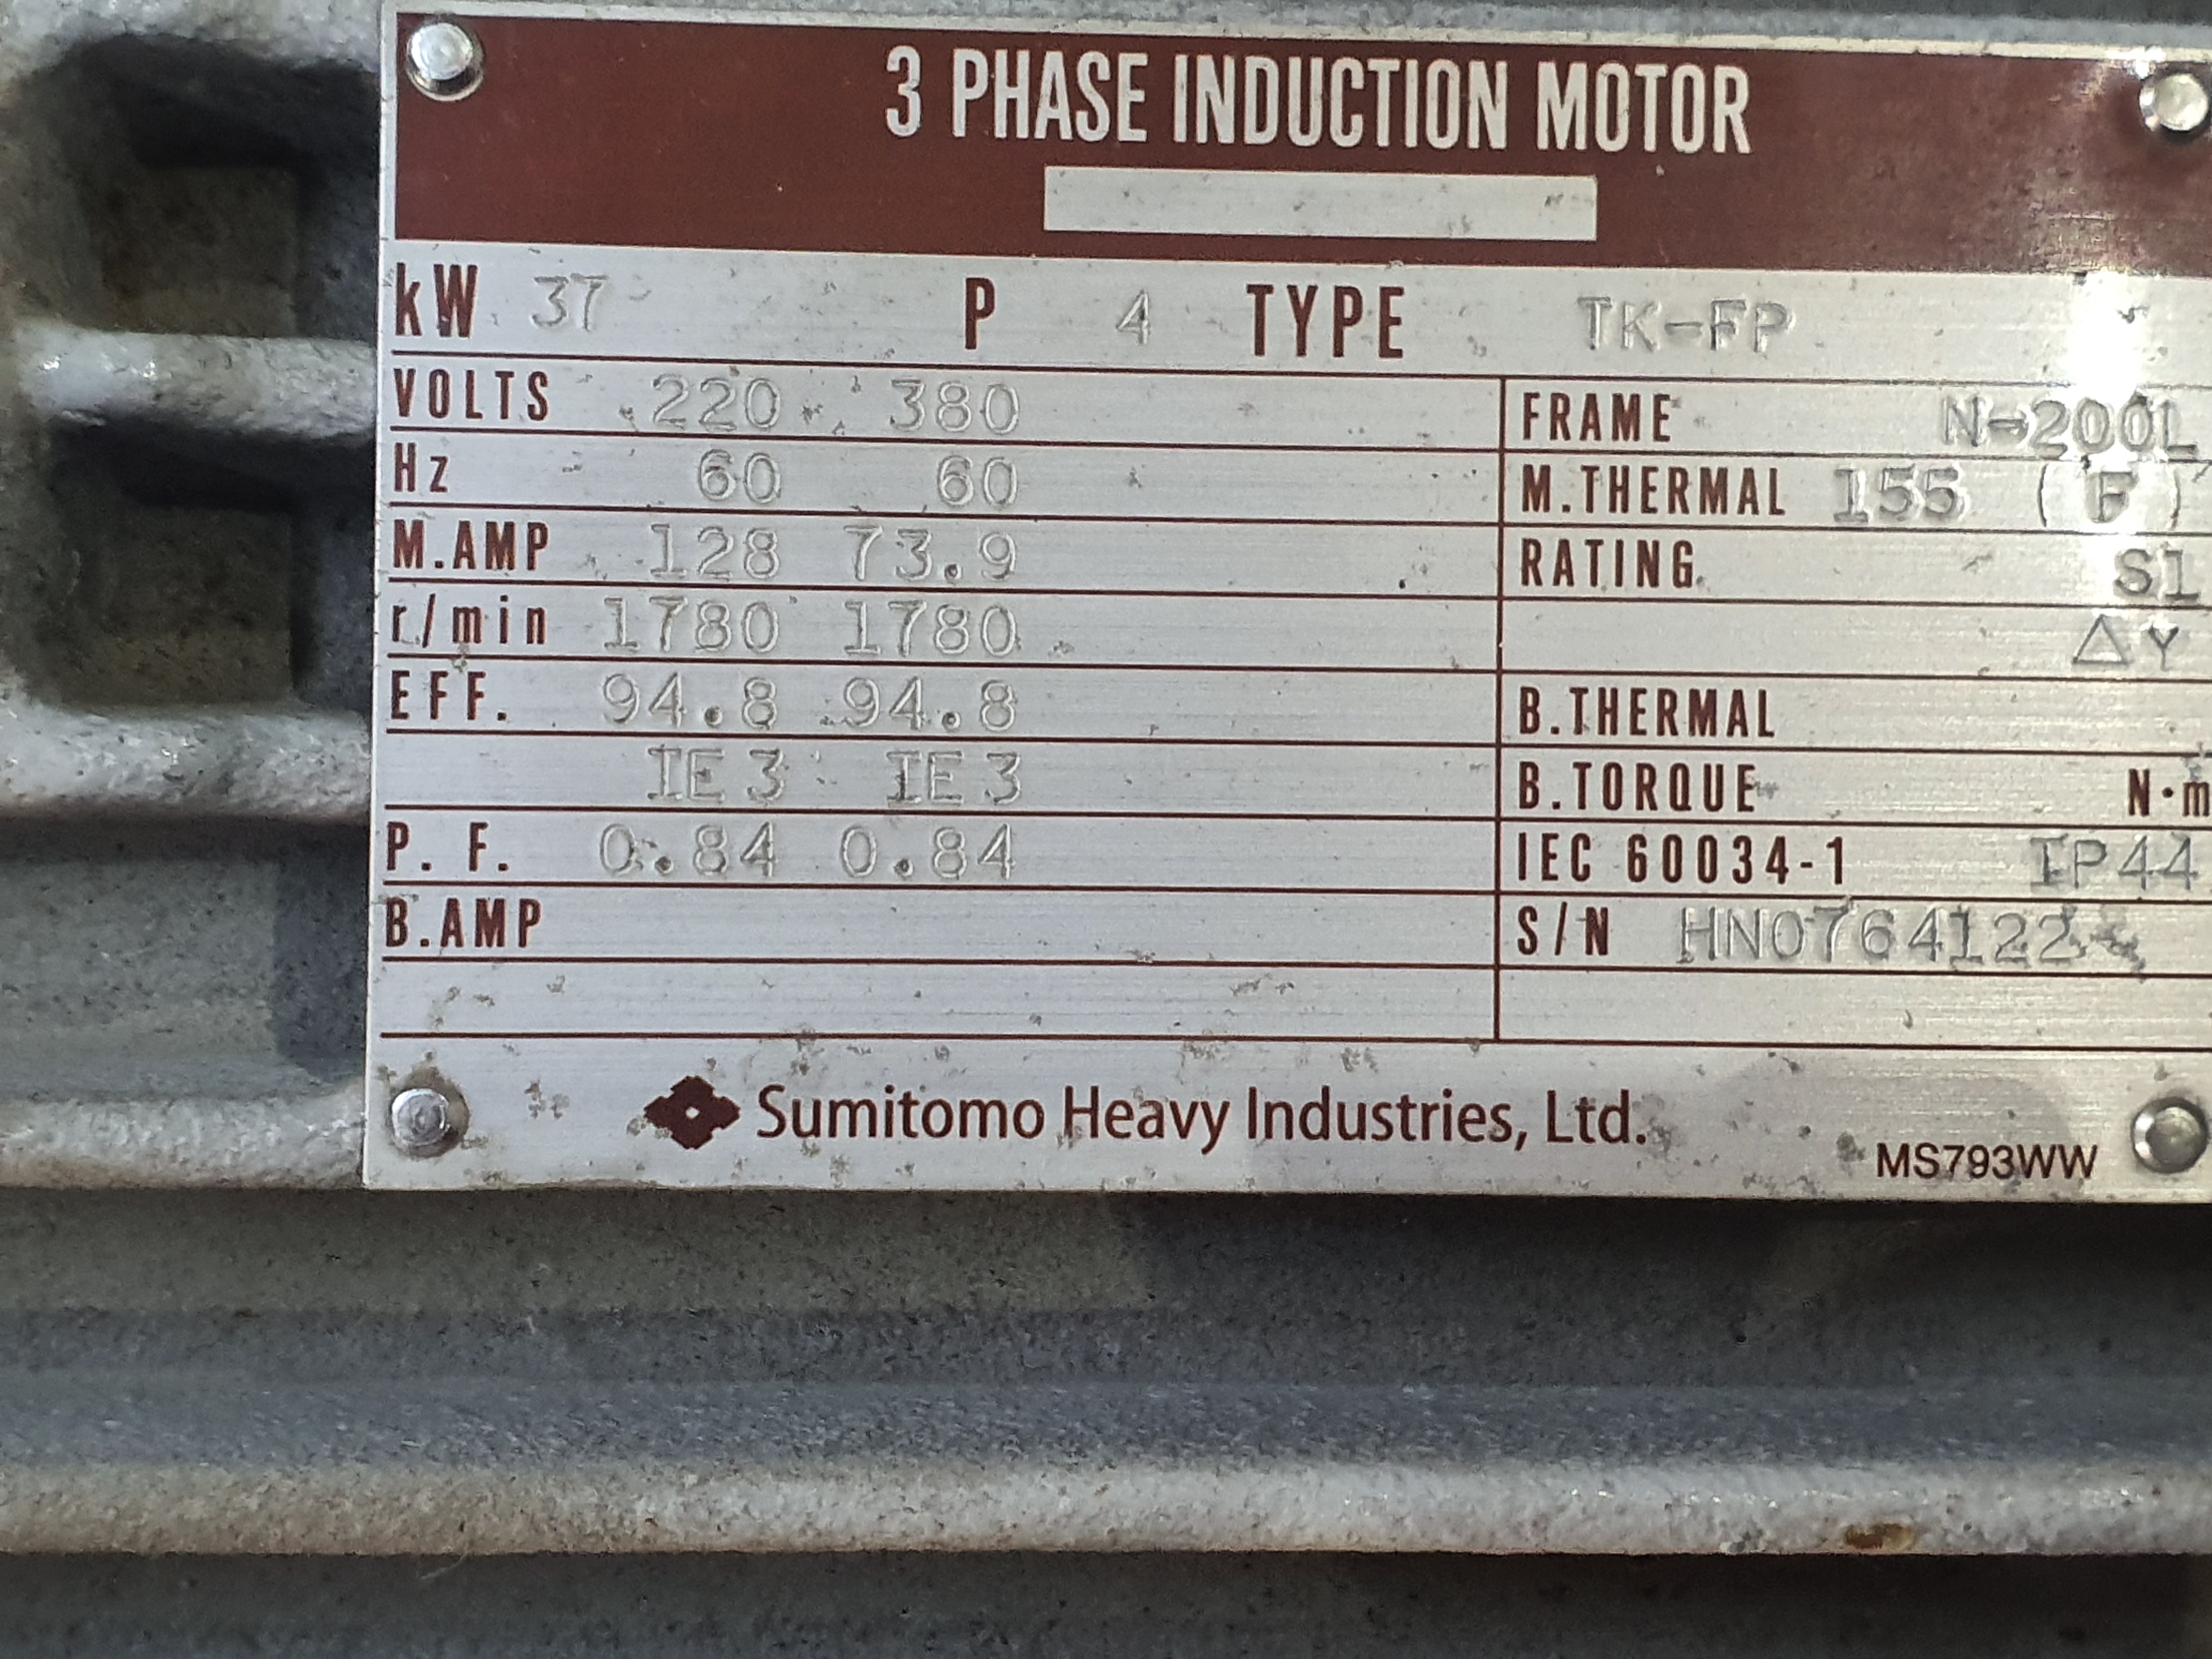 3 PHASE INDUCTION MOTOR
kW 37 P 4 TYPE TK-FP
VOLTS 220 380
Hz 60 60
M.AMP 128 73.9
r/min 1780 1780
EFF. 94.8 94.8
IE3 IE3
P. F. 0.84 0.84
B.AMP
FRAME N-200L
M.THERMAL 155 (F)
RATING S1
△ Y
B.THERMAL
B.TORQUE N·m
IEC 60034-1 IP44
S/N HN0764122
Sumitomo Heavy Industries, Ltd.
MS793WW